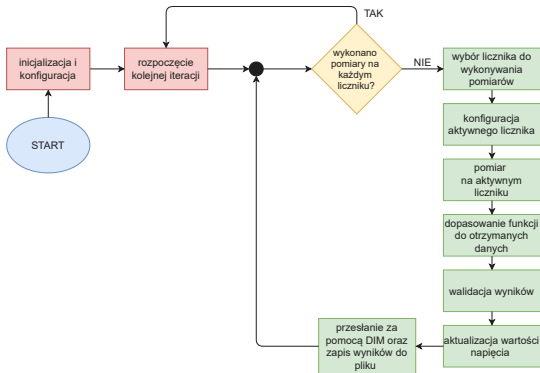 TAK
inicjalizacja i
konfiguracja
rozpoczęcie
kolejnej iteracji
wykonano
pomiary na
każdym
liczniku?
NIE
wybór licznika do
wykonywania
pomiarów
START
konfiguracja
aktywnego licznika
pomiar
na aktywnym
liczniku
dopasowanie funkcji
do otrzymanych
danych
walidacja wyników
aktualizacja wartości
napięcia
przesłanie za
pomocą DIM oraz
zapis wyników do
pliku